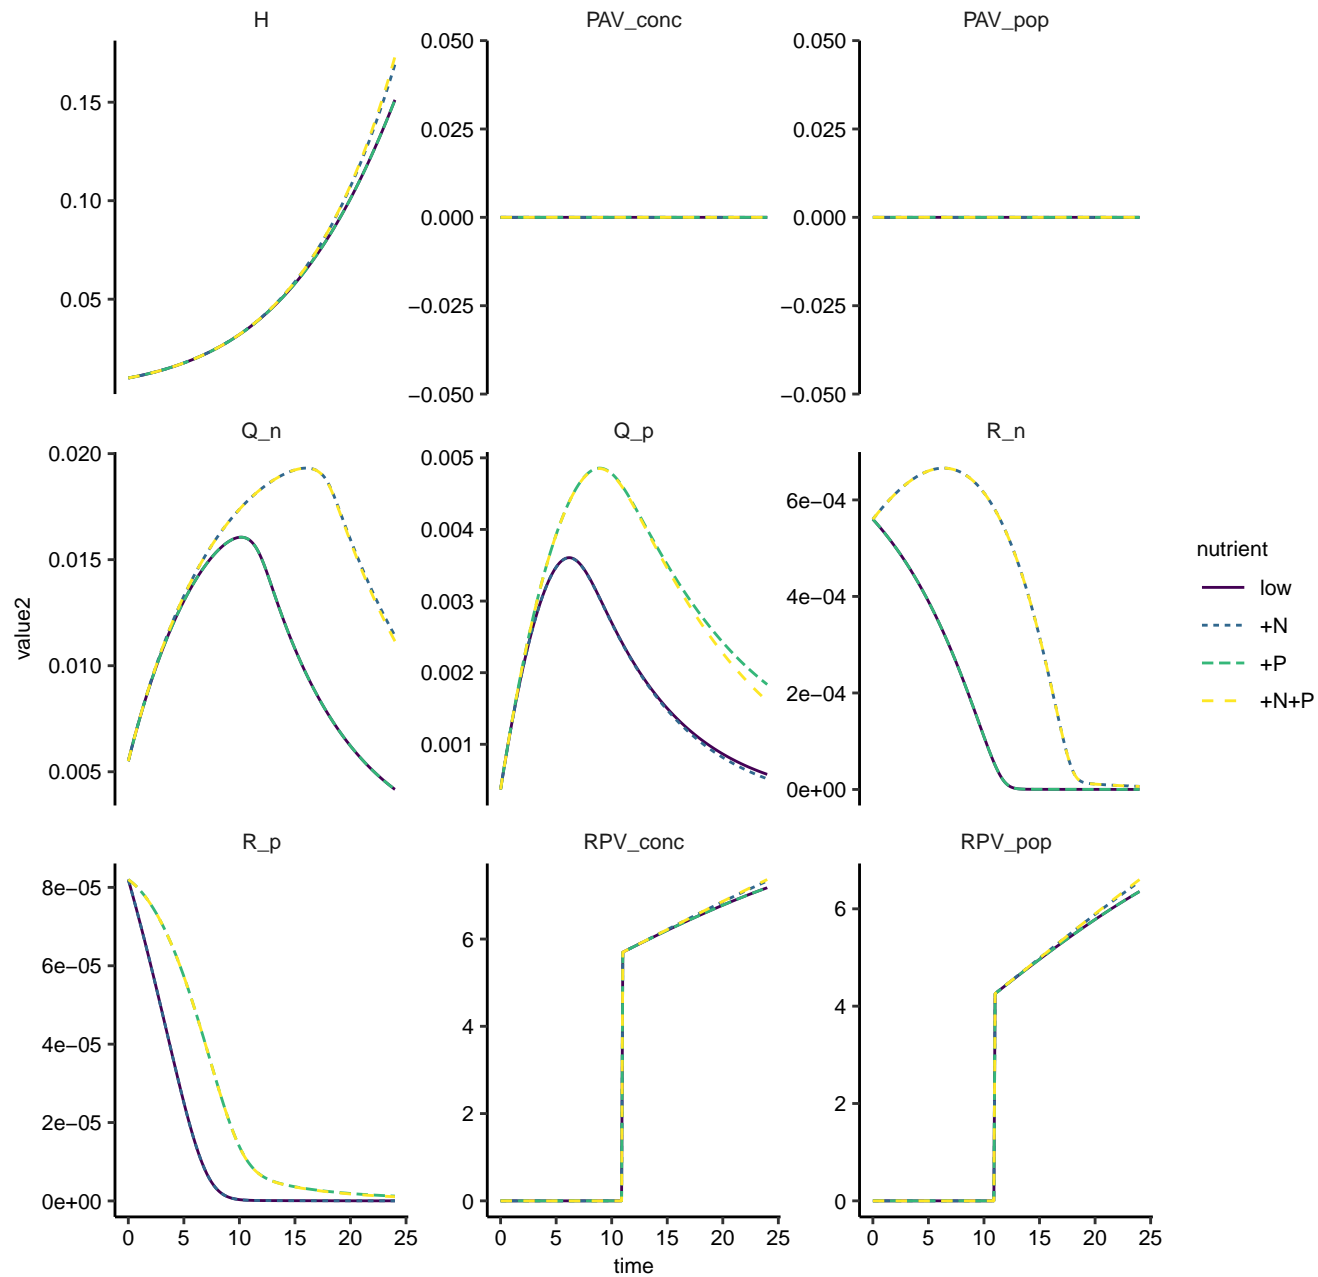 H
PAV_conc
PAV_pop
0.15
0.10
0.05
0.050
0.025
0.000
−0.025
−0.050
0.050
0.025
0.000
−0.025
−0.050
Q_n
Q_p
R_n
0.020
0.015
0.010
0.005
0.005
0.004
0.003
0.002
0.001
6e−04
4e−04
2e−04
0e+00
R_p
RPV_conc
RPV_pop
8e−05
6e−05
4e−05
2e−05
0e+00
6
4
2
0
6
4
2
0
0 5 10 15 20 25
0 5 10 15 20 25
0 5 10 15 20 25
time
value2
nutrient
low
+N
+P
+N+P